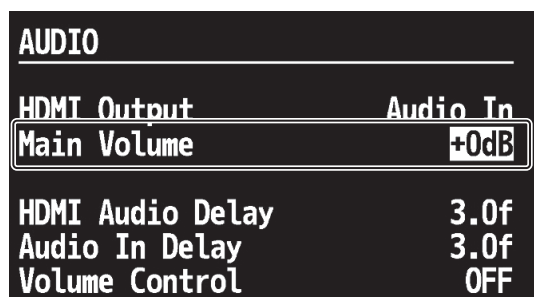 AUDIO
HDMI Output Audio In
Main Volume +0dB
HDMI Audio Delay 3.0f
Audio In Delay 3.0f
Volume Control OFF